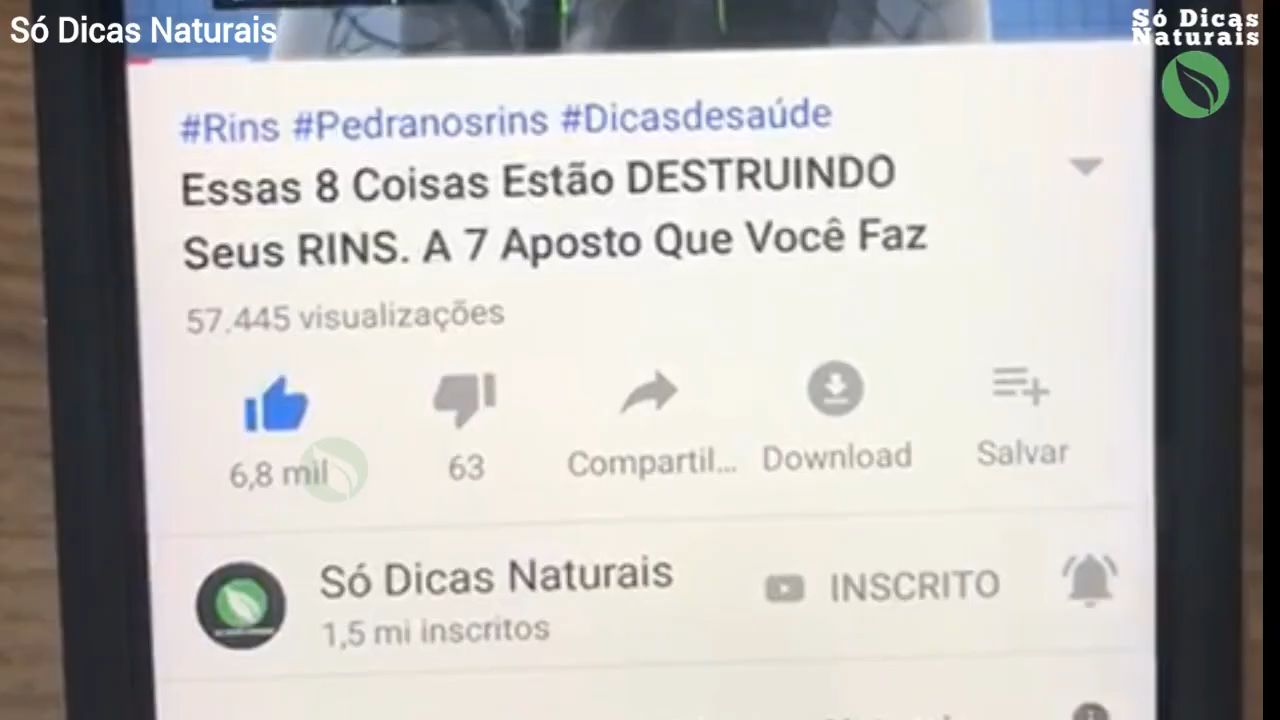 Só Dicas Naturais
Só Dicas
Naturais
#Rins #Pedranosrins #Dicasdesaúde
Essas 8 Coisas Estão DESTRUINDO
Seus RINS. A 7 Aposto Que Você Faz
57.445 visualizações
6,8 mil
63
Compartil...
Download
Salvar
Só Dicas Naturais
INSCRITO
1,5 mi inscritos